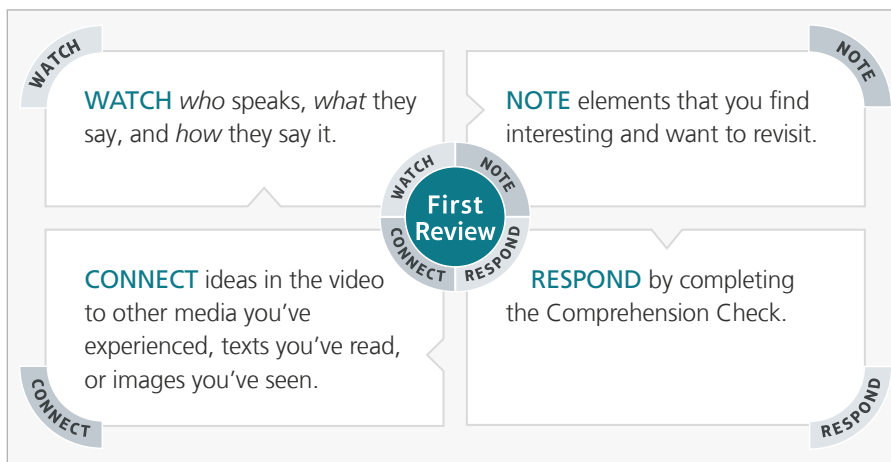 WATCH
WATCH who speaks, what they
say, and how they say it.
NOTE
NOTE elements that you find
interesting and want to revisit.
WATCH
NOTE
First
Review
CONNECT
RESPOND
CONNECT ideas in the video
to other media you’ve
experienced, texts you’ve read,
or images you’ve seen.
CONNECT
RESPOND by completing
the Comprehension Check.
RESPOND